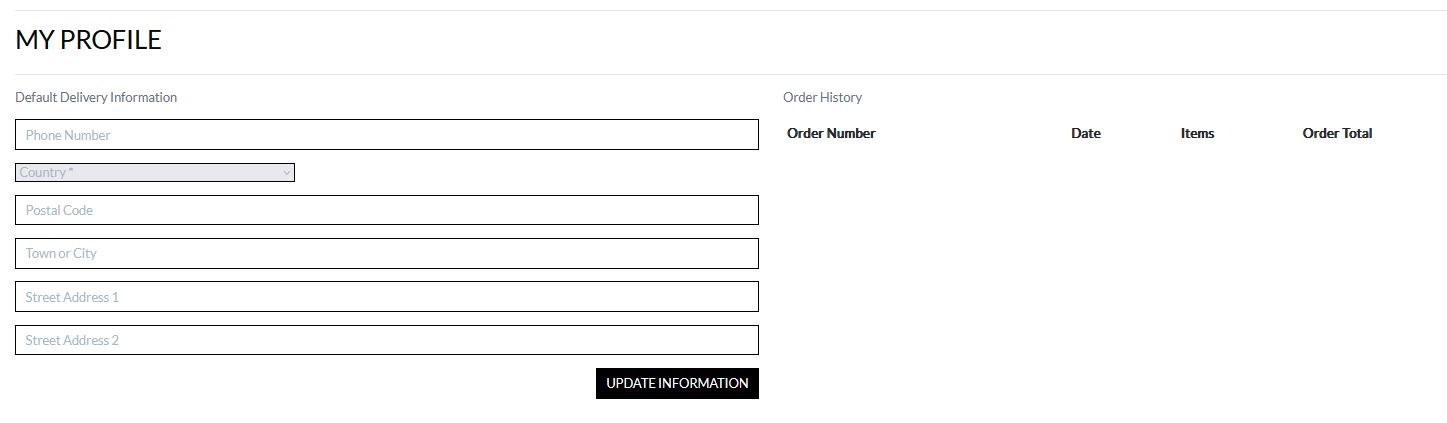 MY PROFILE
Default Delivery Information
Phone Number
Country *
Postal Code
Town or City
Street Address 1
Street Address 2
UPDATE INFORMATION
Order History
Order Number Date Items Order Total